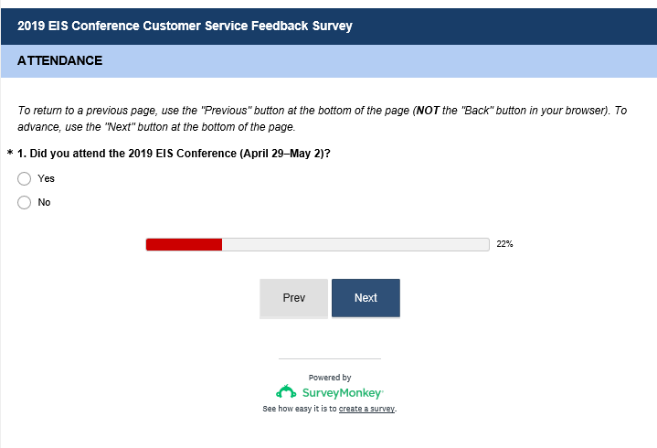 2019 EIS Conference Customer Service Feedback Survey
ATTENDANCE
To return to a previous page, use the "Previous" button at the bottom of the page (NOT the "Back" button in your browser). To
advance, use the "Next" button at the bottom of the page.
* 1. Did you attend the 2019 EIS Conference (April 29–May 2)?
Yes
No
22%
Prev Next
Powered by
SurveyMonkey
See how easy it is to create a survey.